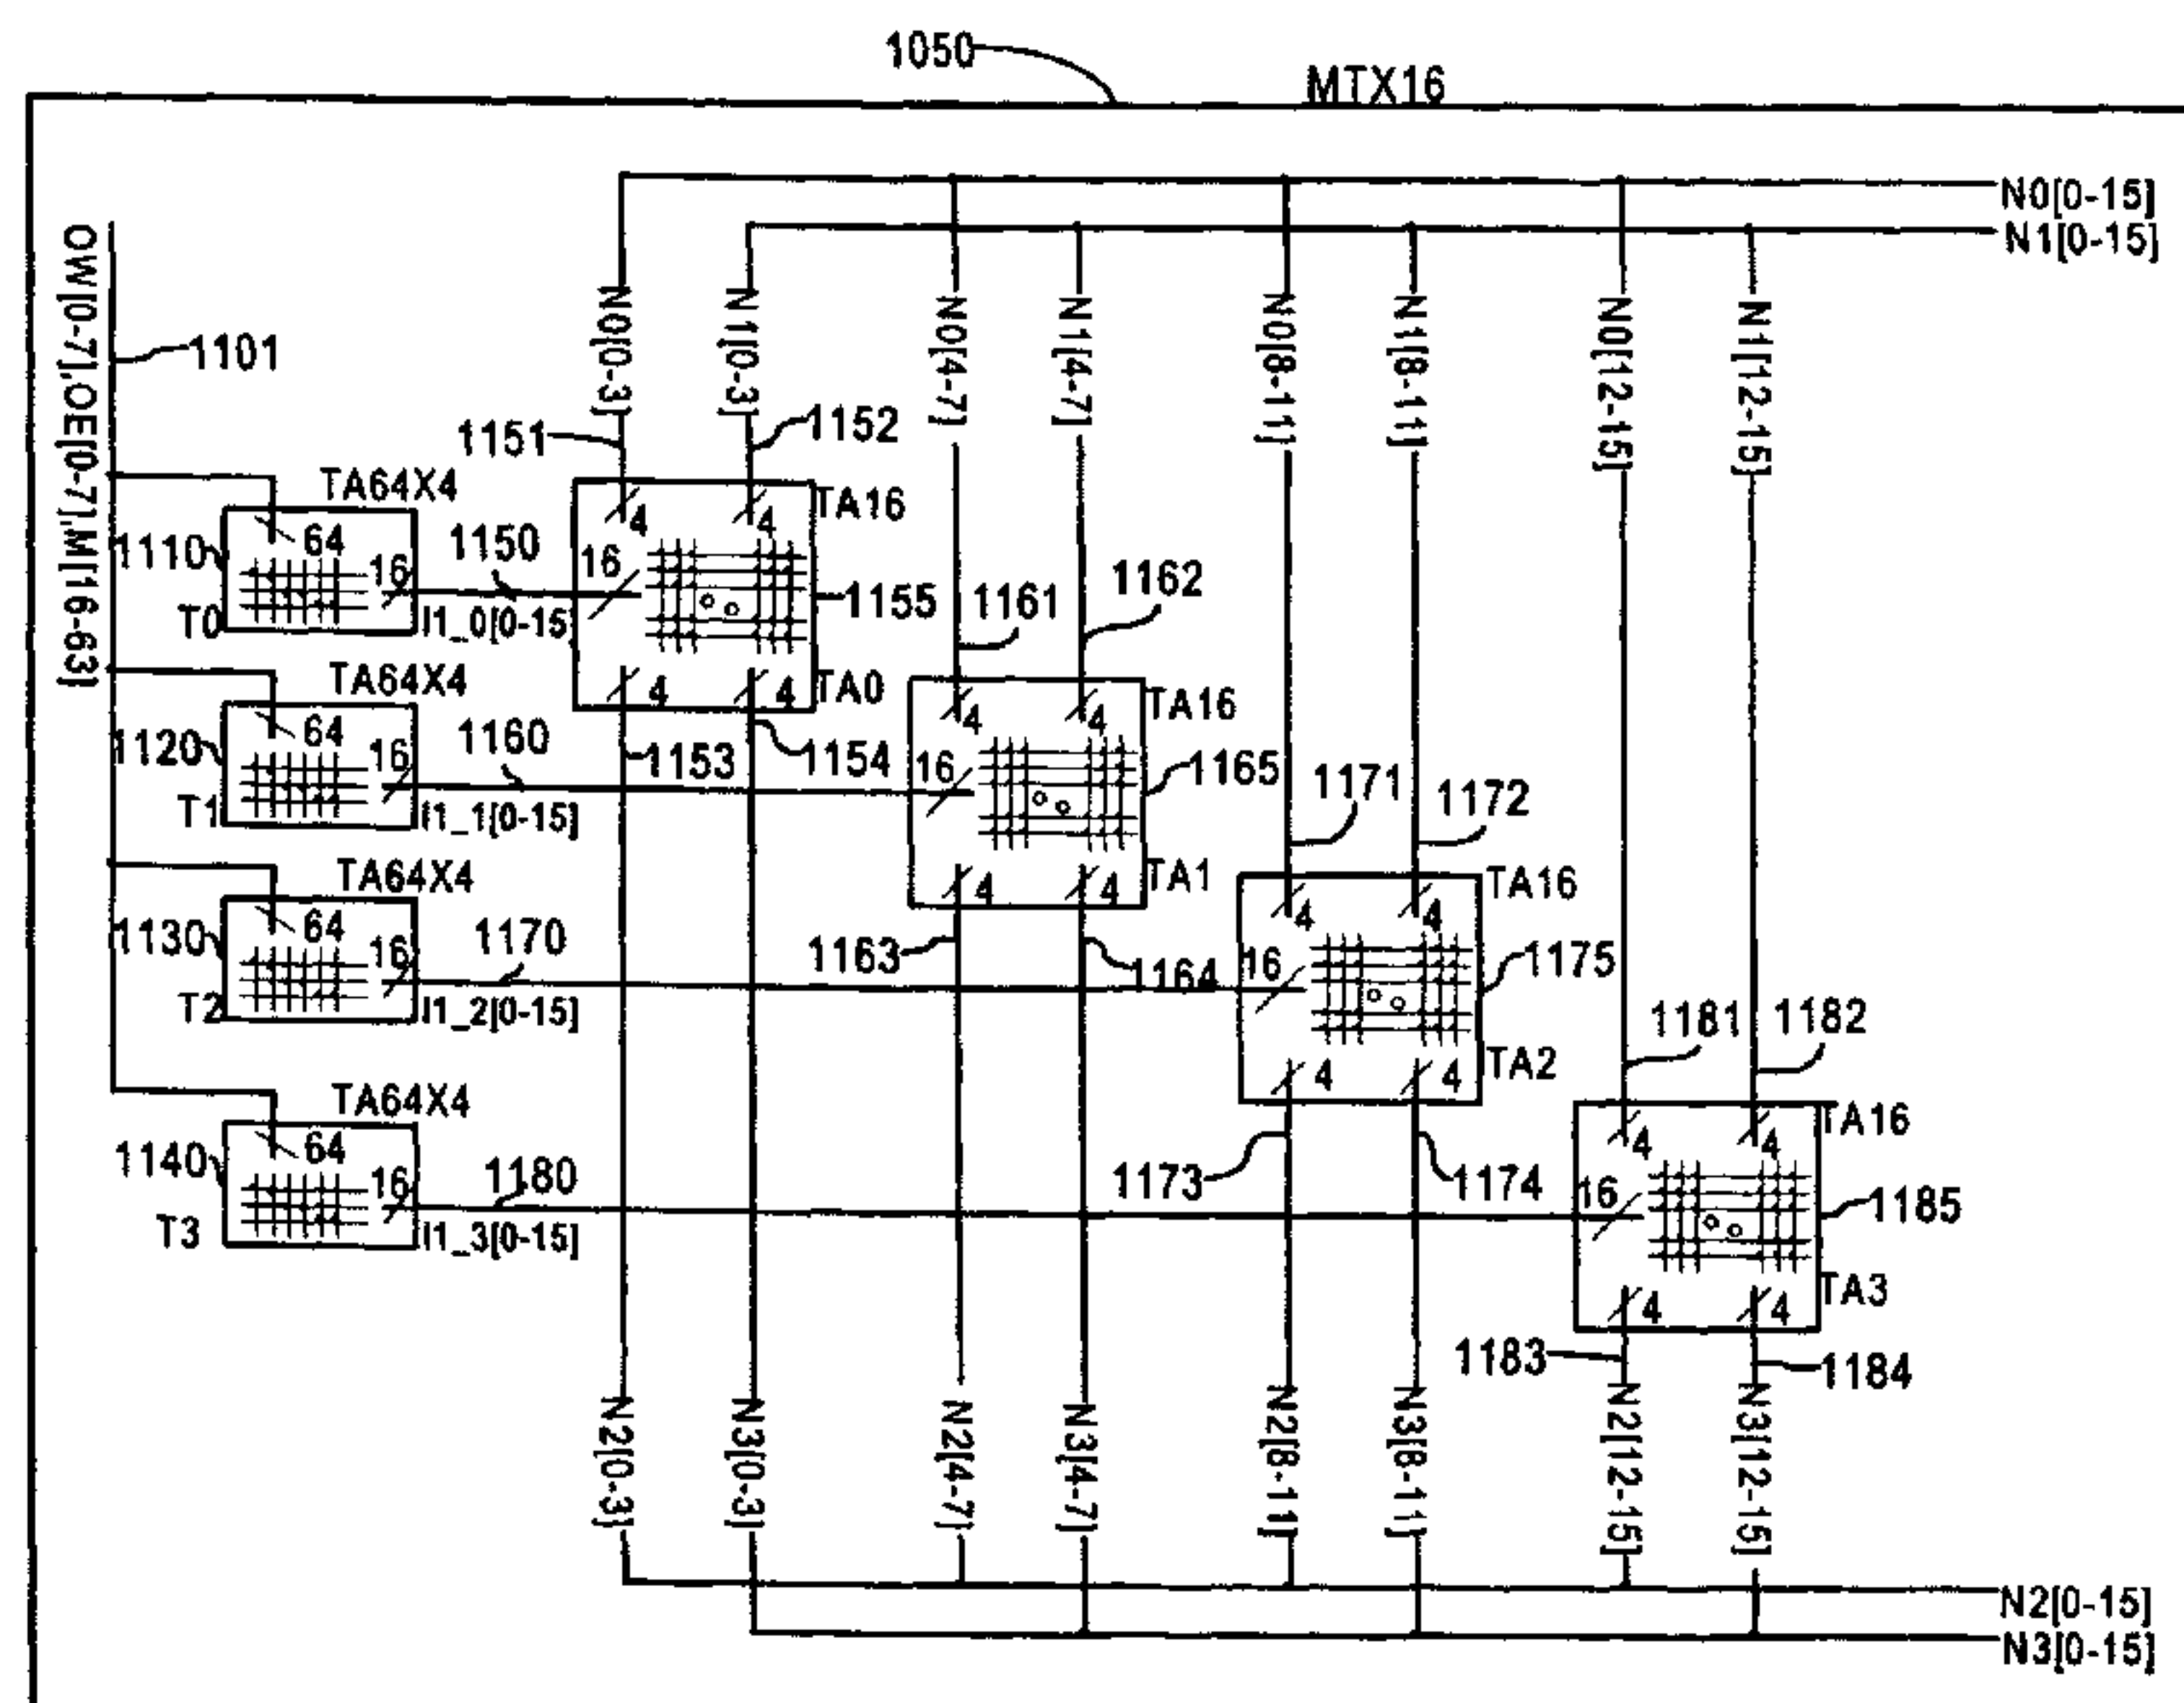 1050
MTX16
N0[0-15]
N1[0-15]
OW[0-7],OE[0-7],M[16-63]
1101
N0[0-3]
N1[0-3]
N0[4-7]
N1[4-7]
N0[8-11]
N1[8-11]
N0[12-15]
N1[12-15]
1151
1152
TA64X4
1110
64
16
T0
1150
I1_0[0-15]
4
4
TA16
16
1155
4
4
TA0
1153
1154
1161
1162
TA64X4
1120
64
16
T1
1160
I1_1[0-15]
4
4
TA16
16
1165
4
4
TA1
1163
1164
1171
1172
TA64X4
1130
64
16
T2
1170
I1_2[0-15]
4
4
TA16
16
1175
4
4
TA2
1173
1174
1181
1182
TA64X4
1140
64
16
T3
1180
I1_3[0-15]
4
4
TA16
16
1185
4
4
TA3
1183
1184
N2[0-3]
N3[0-3]
N2[4-7]
N3[4-7]
N2[8-11]
N3[8-11]
N2[12-15]
N3[12-15]
N2[0-15]
N3[0-15]